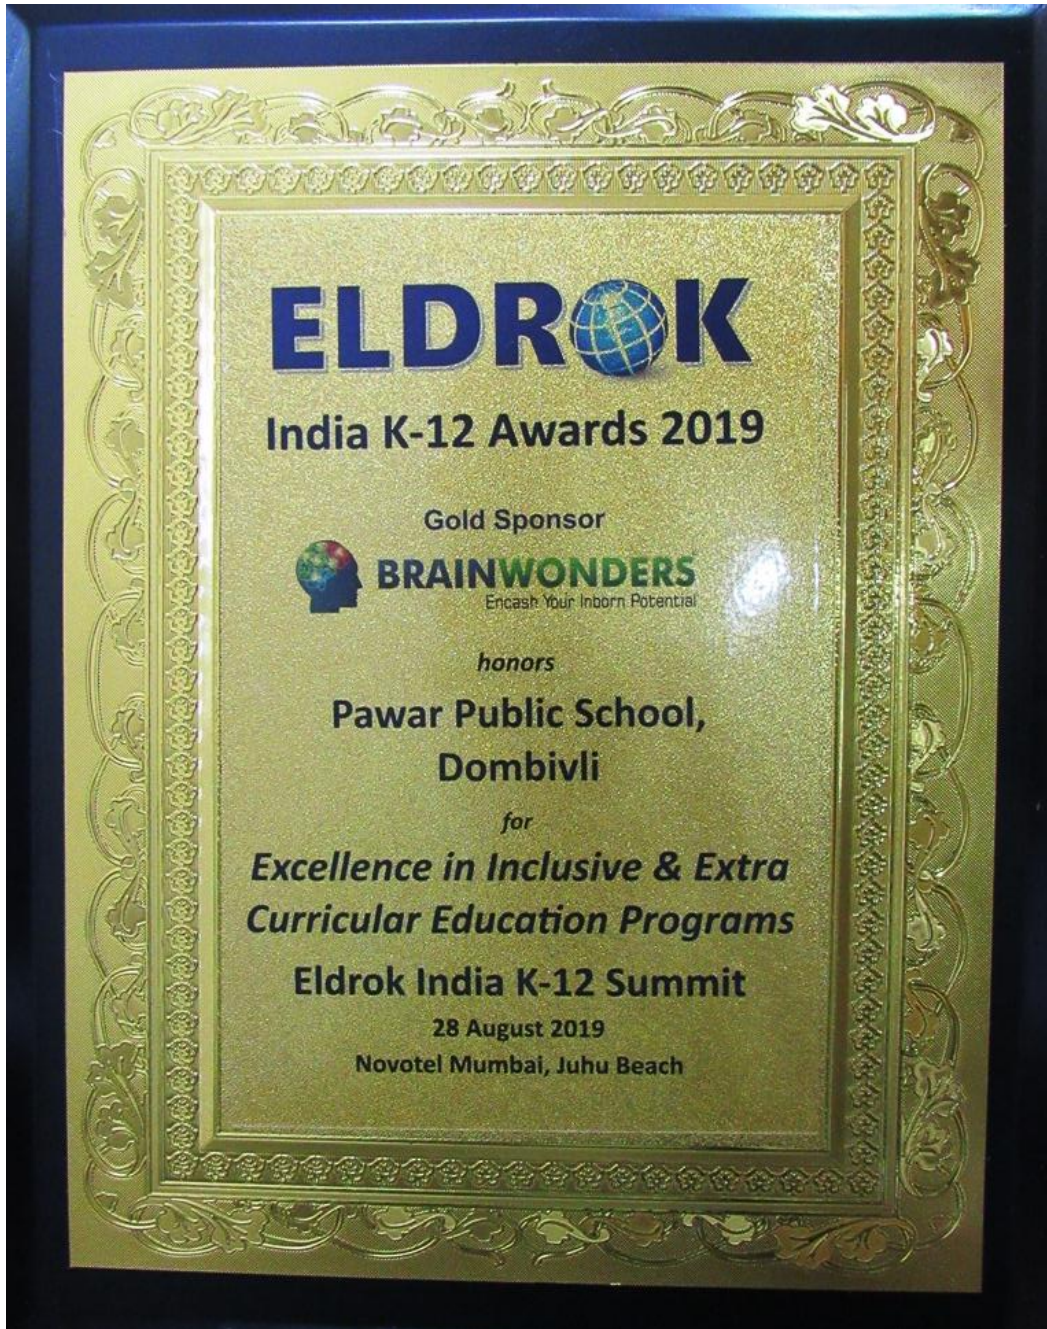 ELDROK
India K-12 Awards 2019
Gold Sponsor
BRAINWONDERS
Encash Your Inborn Potential
honors
Pawar Public School,
Dombivli
for
Excellence in Inclusive & Extra
Curricular Education Programs
Eldrok India K-12 Summit
28 August 2019
Novotel Mumbai, Juhu Beach